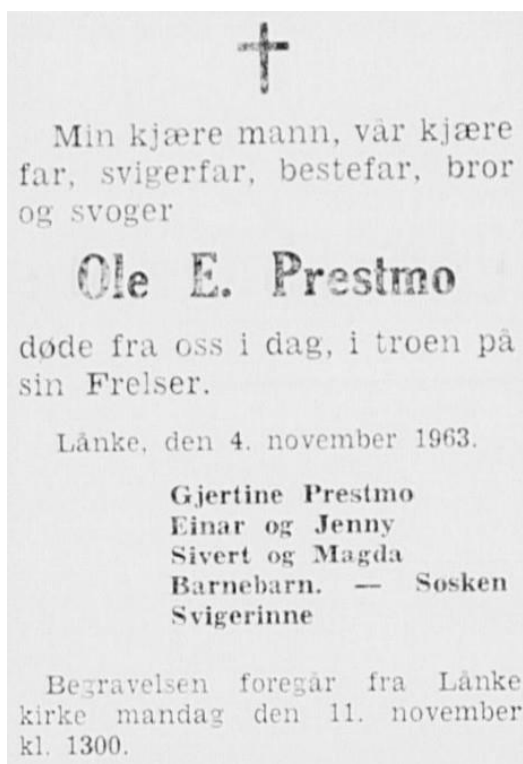 Min kjære mann, vår kjære
far, svigerfar, bestefar, bror
og svoger
Ole E. Prestmo
døde fra oss i dag, i troen på
sin Frelser.
Lånke, den 4. november 1963.
Gjertine Prestmo
Einar og Jenny
Sivert og Magda
Barnebarn. — Søsken
Svigerinne
Begravelsen foregår fra Lånke
kirke mandag den 11. november
kl. 1300.